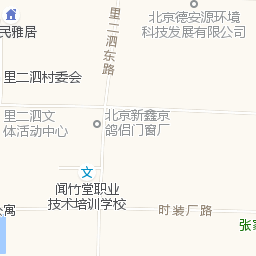 北京德安源环境
科技发展有限公司
民雅居
里二泗东路
里二泗村委会
里二泗文
体活动中心
北京新鑫京
鸽侣门窗厂
文
闻竹堂职业
技术培训学校
公寓
时装厂路
张家